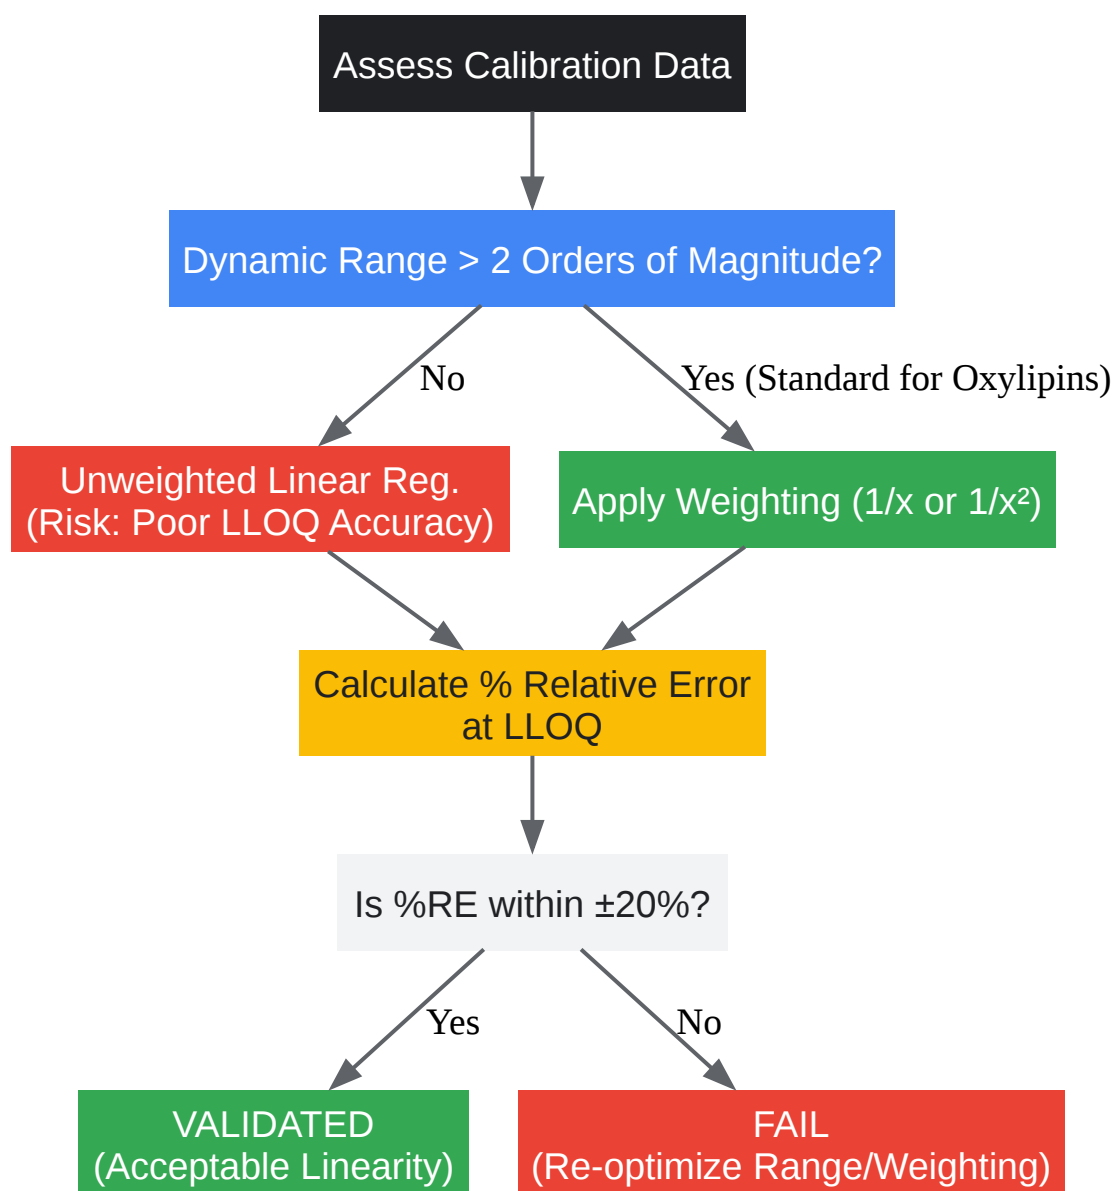 Assess Calibration Data
Dynamic Range > 2 Orders of Magnitude?
No
Yes (Standard for Oxylipins)
Unweighted Linear Reg.
(Risk: Poor LLOQ Accuracy)
Apply Weighting (1/x or 1/x²)
Calculate % Relative Error
at LLOQ
Is %RE within ±20%?
Yes
No
VALIDATED
(Acceptable Linearity)
FAIL
(Re-optimize Range/Weighting)